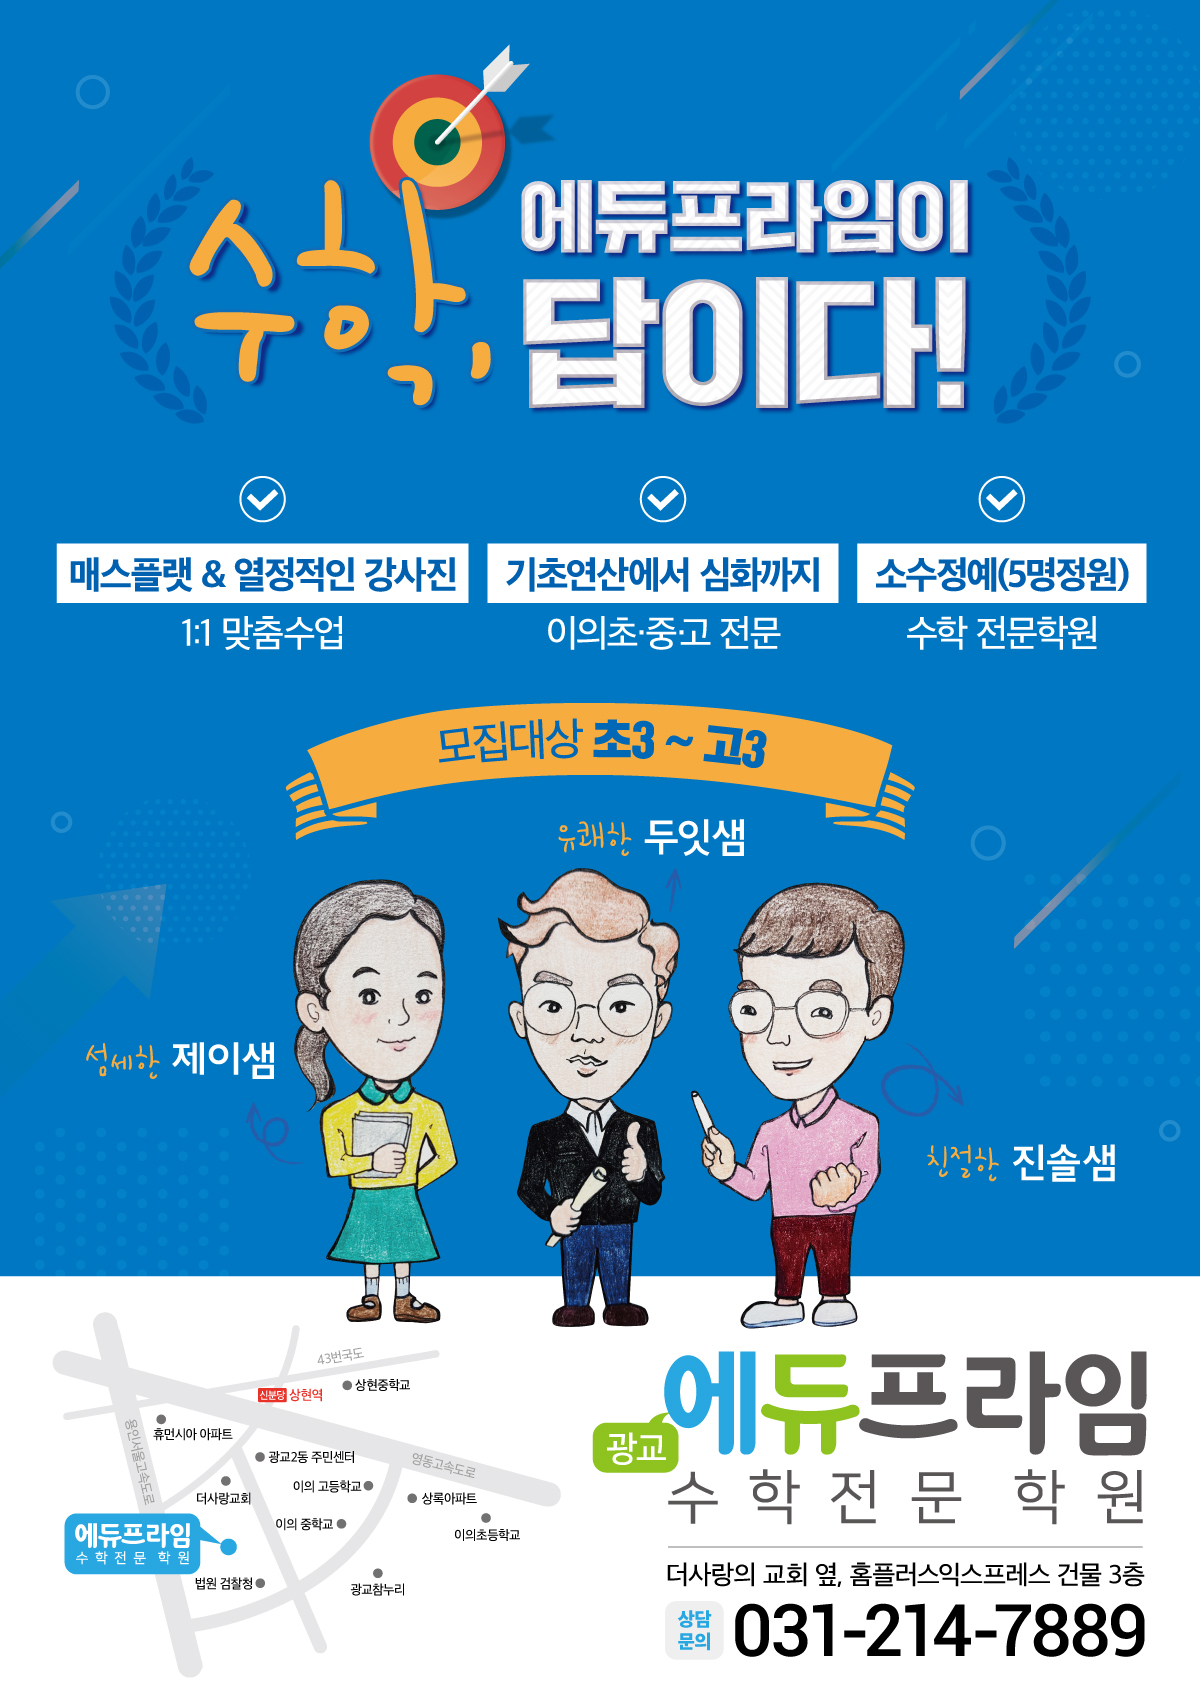 수학,
에듀프라임이
답이다!
매스플랫 & 열정적인 강사진
1:1 맞춤수업
기초연산에서 심화까지
이의초·중·고 전문
소수정예(5명정원)
수학 전문학원
모집대상 초3 ~ 고3
유쾌한 두잇샘
섬세한 제이샘
친절한 진솔샘
43번국도
신분당 상현역
상현중학교
휴먼시아 아파트
용인서울고속도로
광교2동 주민센터
영동고속도로
더사랑교회
이의 고등학교
상록아파트
이의 중학교
이의초등학교
에듀프라임
수학전문 학원
법원 검찰청
광교참누리
에듀프라임
광교
수학전문 학원
더사랑의 교회 옆, 홈플러스익스프레스 건물 3층
상담
문의
031-214-7889